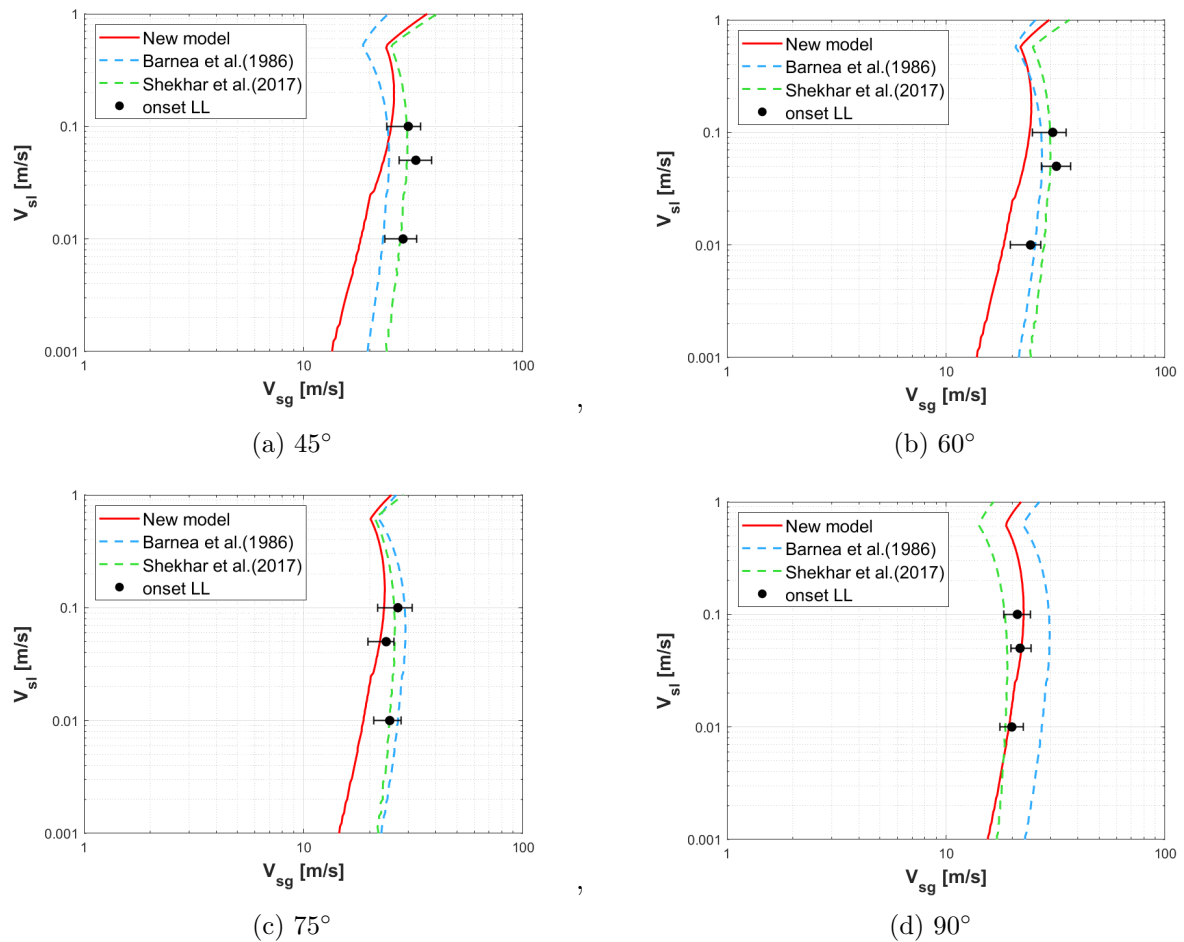 New model
Barnea et al.(1986)
Shekhar et al.(2017)
onset LL
1
0.1
0.01
0.001
V_sl [m/s]
1
10
100
V_sg [m/s]
,
(a) 45°
New model
Barnea et al.(1986)
Shekhar et al.(2017)
onset LL
1
0.1
0.01
0.001
V_sl [m/s]
1
10
100
V_sg [m/s]
(b) 60°
New model
Barnea et al.(1986)
Shekhar et al.(2017)
onset LL
1
0.1
0.01
0.001
V_sl [m/s]
1
10
100
V_sg [m/s]
,
(c) 75°
New model
Barnea et al.(1986)
Shekhar et al.(2017)
onset LL
1
0.1
0.01
0.001
V_sl [m/s]
1
10
100
V_sg [m/s]
(d) 90°